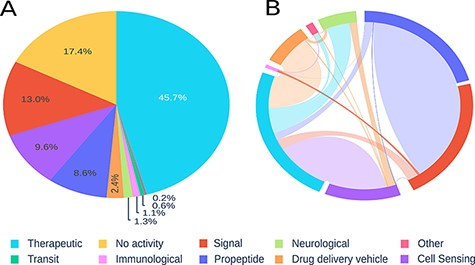 A
B
17.4%
45.7%
13.0%
9.6%
8.6%
2.4%
0.2%
0.6%
1.1%
1.3%
Therapeutic No activity Signal Neurological Other
Transit Immunological Propeptide Drug delivery vehicle Cell Sensing